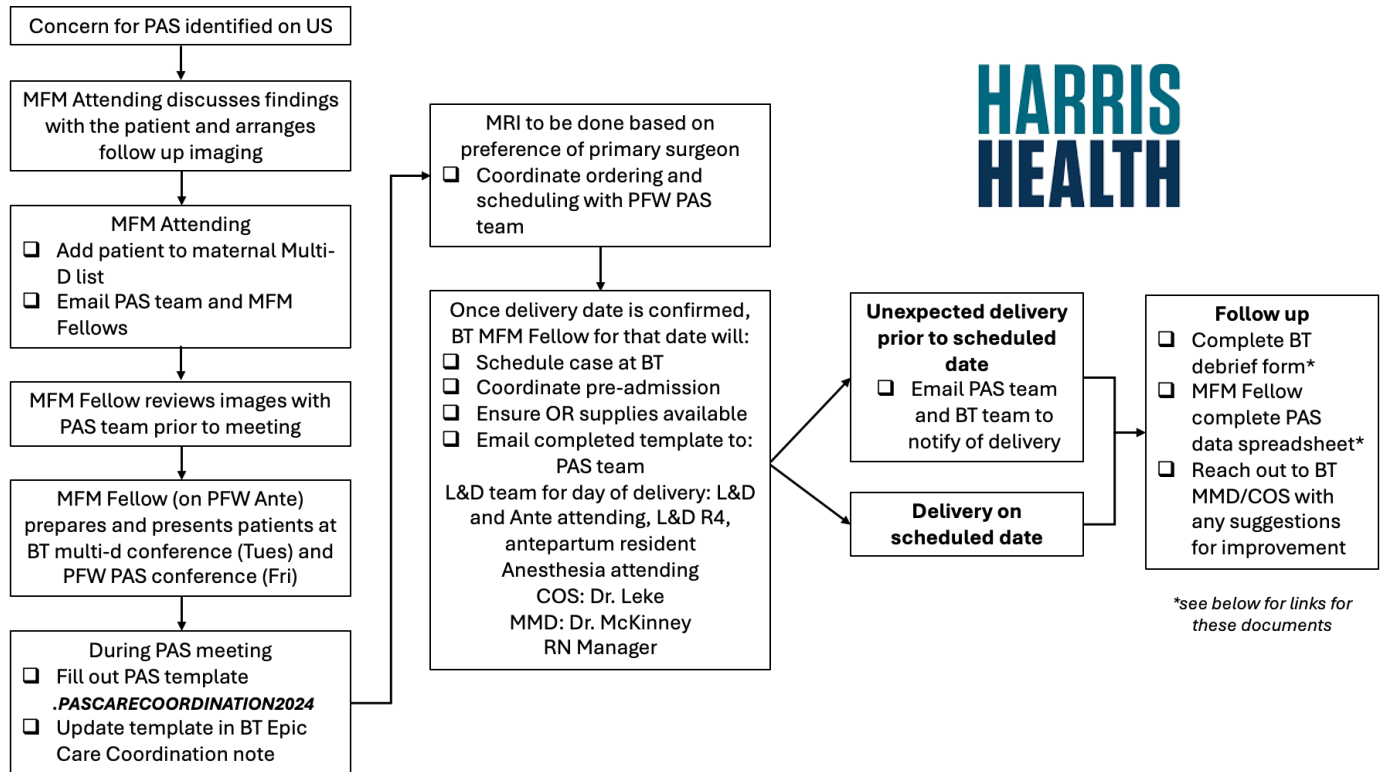 Concern for PAS identified on US
MFM Attending discusses findings
with the patient and arranges
follow up imaging
MFM Attending
❑ Add patient to maternal Multi-
D list
❑ Email PAS team and MFM
Fellows
MFM Fellow reviews images with
PAS team prior to meeting
MFM Fellow (on PFW Ante)
prepares and presents patients at
BT multi-d conference (Tues) and
PFW PAS conference (Fri)
During PAS meeting
❑ Fill out PAS template
.PASCARECOORDINATION2024
❑ Update template in BT Epic
Care Coordination note
MRI to be done based on
preference of primary surgeon
❑ Coordinate ordering and
scheduling with PFW PAS
team
Once delivery date is confirmed,
BT MFM Fellow for that date will:
❑ Schedule case at BT
❑ Coordinate pre-admission
❑ Ensure OR supplies available
❑ Email completed template to:
PAS team
L&D team for day of delivery: L&D
and Ante attending, L&D R4,
antepartum resident
Anesthesia attending
COS: Dr. Leke
MMD: Dr. McKinney
RN Manager
HARRIS
HEALTH
Unexpected delivery
prior to scheduled
date
❑ Email PAS team
and BT team to
notify of delivery
Delivery on
scheduled date
Follow up
❑ Complete BT
debrief form*
❑ MFM Fellow
complete PAS
data spreadsheet*
❑ Reach out to BT
MMD/COS with
any suggestions
for improvement
*see below for links for
these documents